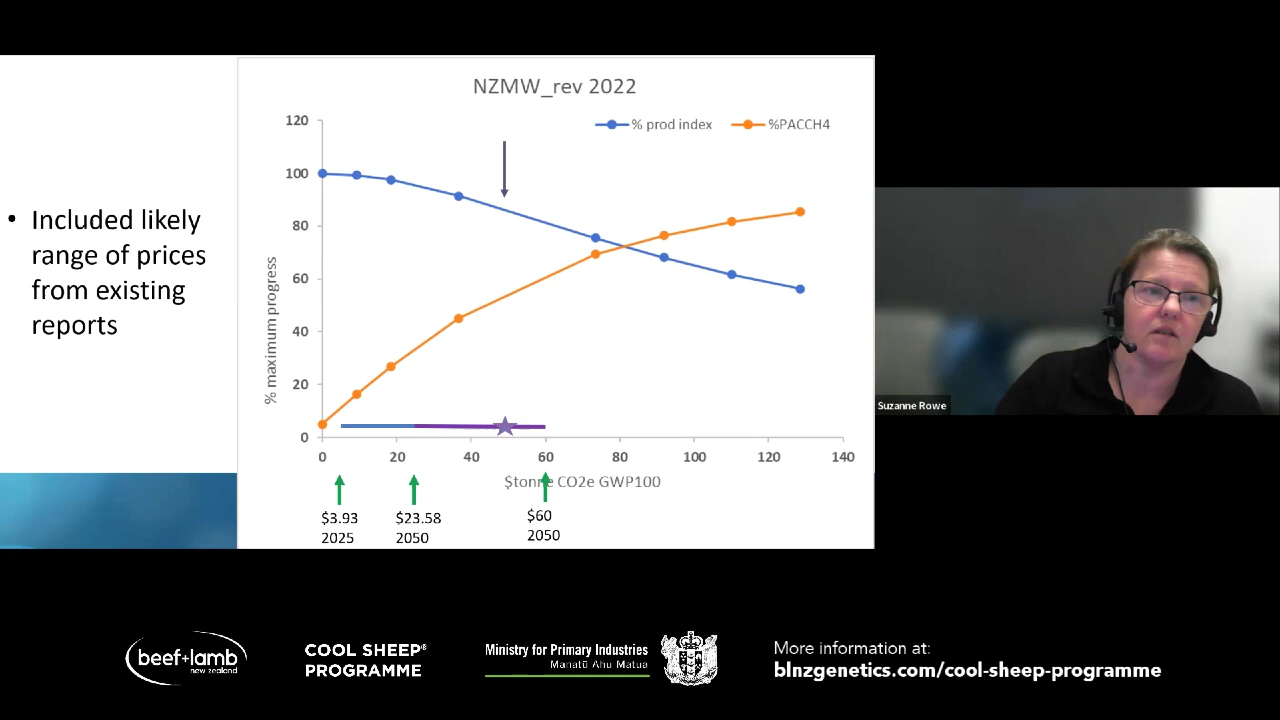 NZMW_rev 2022
% prod index
%PACCH4
• Included likely
range of prices
from existing
reports
% maximum progress
120
100
80
60
40
20
0
0 20 40 60 80 100 120 140
$tonne CO2e GWP100
$3.93
2025
$23.58
2050
$60
2050
Suzanne Rowe
beef+lamb
new zealand
COOL SHEEP®
PROGRAMME
Ministry for Primary Industries
Manatū Ahu Matua
More information at:
blnzgenetics.com/cool-sheep-programme